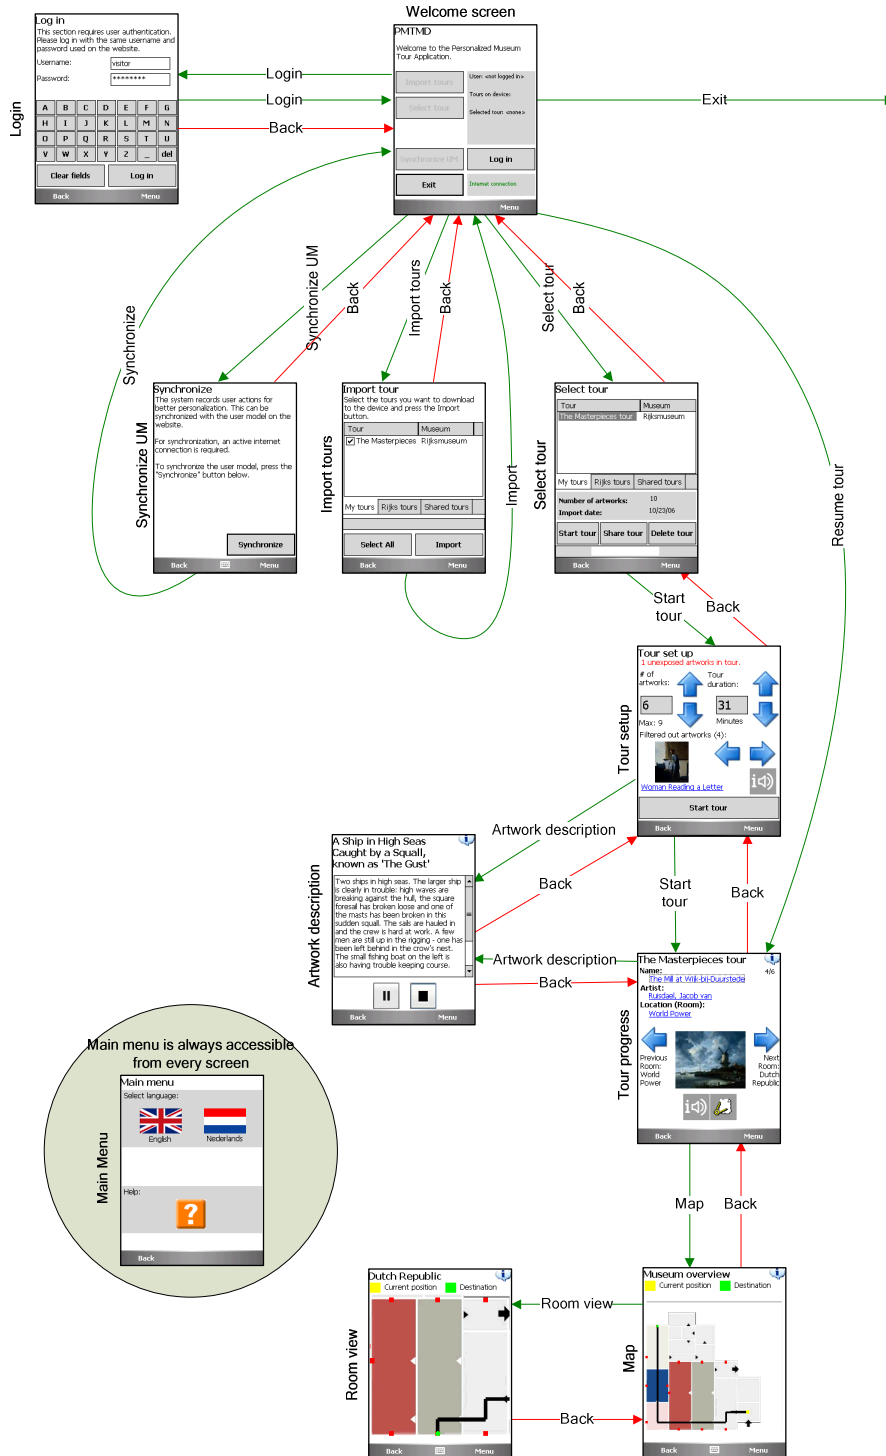 Welcome screen
Log in
This section requires user authentication.
Please log in with the same username and
password used on the website.
Username:
visitor
Password:
********
A B C D E F G
H I J K L M N
O P Q R S T U
V W X Y Z _ del
Clear fields
Log in
Back
Menu
Login
Login
Login
Back
PMTMD
Welcome to the Personalized Museum
Tour Application.
Import tours
Select tour
Synchronize UM
User: <not logged in>
Tours on device:
Selected tour: <none>
Log in
Exit
Internet connection
Menu
Exit
Synchronize
Synchronize UM
Back
Import tours
Back
Select tour
Back
Import
Resume tour
Synchronize UM
Synchronize
The system records user actions for
better personalization. This can be
synchronized with the user model on the
website.
For synchronization, an active internet
connection is required.
To synchronize the user model, press the
"Synchronize" button below.
Synchronize
Back
Menu
Import tours
Import tour
Select the tours you want to download
to the device and press the Import
button.
Tour
Museum
The Masterpieces
Rijksmuseum
My tours
Rijks tours
Shared tours
Select All
Import
Back
Menu
Select tour
Select tour
Tour
Museum
The Masterpieces tour
Rijksmuseum
My tours
Rijks tours
Shared tours
Number of artworks:
10
Import date:
10/23/06
Start tour
Share tour
Delete tour
Back
Menu
Start
tour
Back
Tour setup
Tour set up
1 unexposed artworks in tour.
# of
artworks:
Tour
duration:
6
31
Max: 9
Minutes
Filtered out artworks (4):
Woman Reading a Letter
i
Start tour
Back
Menu
Artwork description
Back
Start
tour
Back
Artwork description
Back
Artwork description
A Ship in High Seas
Caught by a Squall,
known as 'The Gust'
i
Two ships in high seas. The larger ship
is clearly in trouble: high waves are
breaking against the hull, the square
foresail has broken loose and one of
the masts has been broken in this
sudden squall. The sails are hauled in
and the crew is hard at work. A few
men are still up in the rigging - one has
been left behind in the crow's nest.
The small fishing boat on the left is
also having trouble keeping course.
Back
Menu
Tour progress
The Masterpieces tour
i
Name:
4/6
The Mill at Wijk-bij-Duurstede
Artist:
Ruisdael, Jacob van
Location (Room):
World Power
Previous
Room:
World
Power
Next
Room:
Dutch
Republic
i
Back
Menu
Main menu is always accessible
from every screen
Main Menu
Main menu
Select language:
English
Nederlands
Help:
?
Back
Map
Back
Room view
Back
Room view
Dutch Republic
i
Current position
Destination
Back
Menu
Map
Museum overview
i
Current position
Destination
Back
Menu